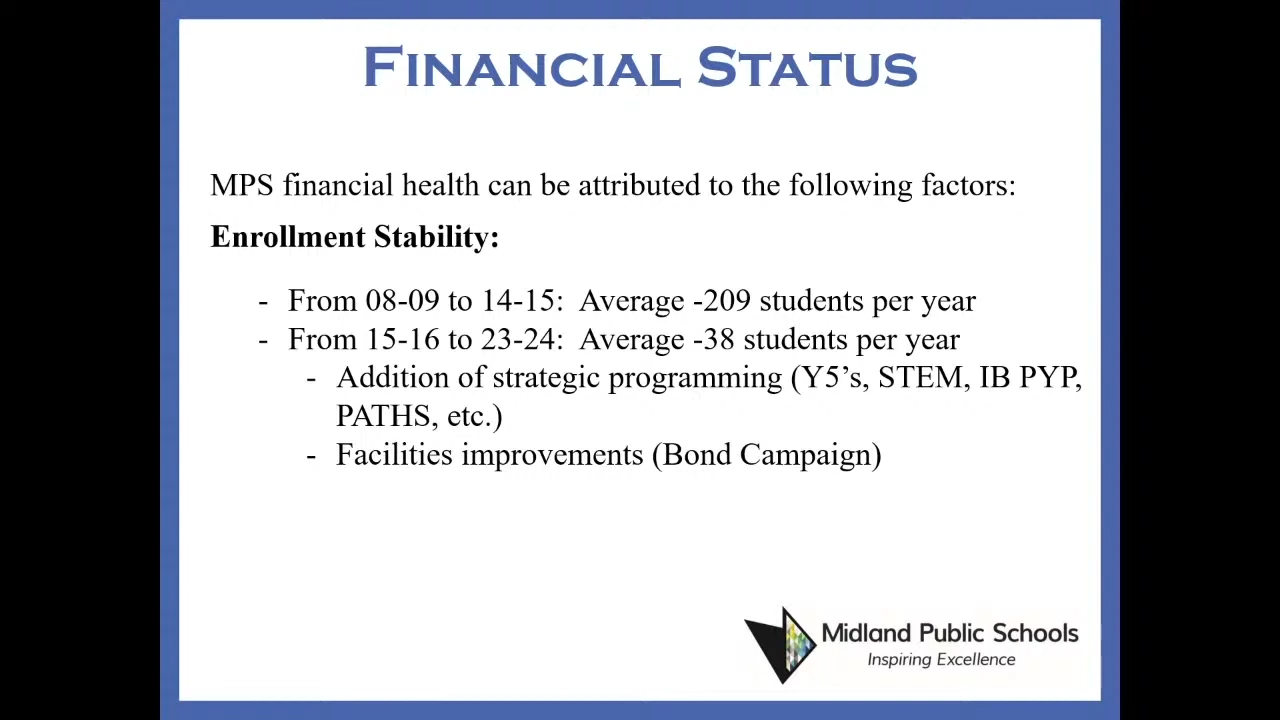 FINANCIAL STATUS
MPS financial health can be attributed to the following factors:
Enrollment Stability:
- From 08-09 to 14-15:  Average -209 students per year
- From 15-16 to 23-24:  Average -38 students per year
- Addition of strategic programming (Y5’s, STEM, IB PYP,
PATHS, etc.)
- Facilities improvements (Bond Campaign)
Midland Public Schools
Inspiring Excellence